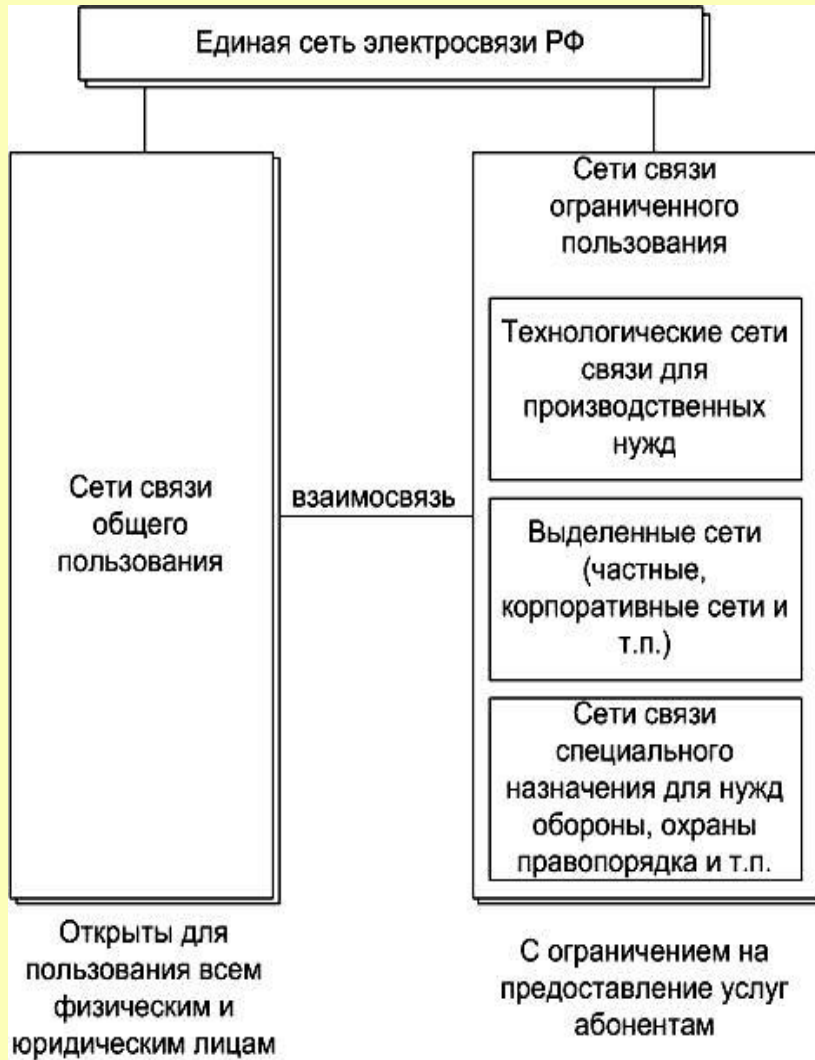 Единая сеть электросвязи РФ
Сети связи
общего
пользования
взаимосвязь
Сети связи
ограниченного
пользования
Технологические сети
связи для
производственных
нужд
Выделенные сети
(частные,
корпоративные сети и
т.п.)
Сети связи
специального
назначения для нужд
обороны, охраны
правопорядка и т.п.
Открыты для
пользования всем
физическим и
юридическим лицам
С ограничением на
предоставление услуг
абонентам